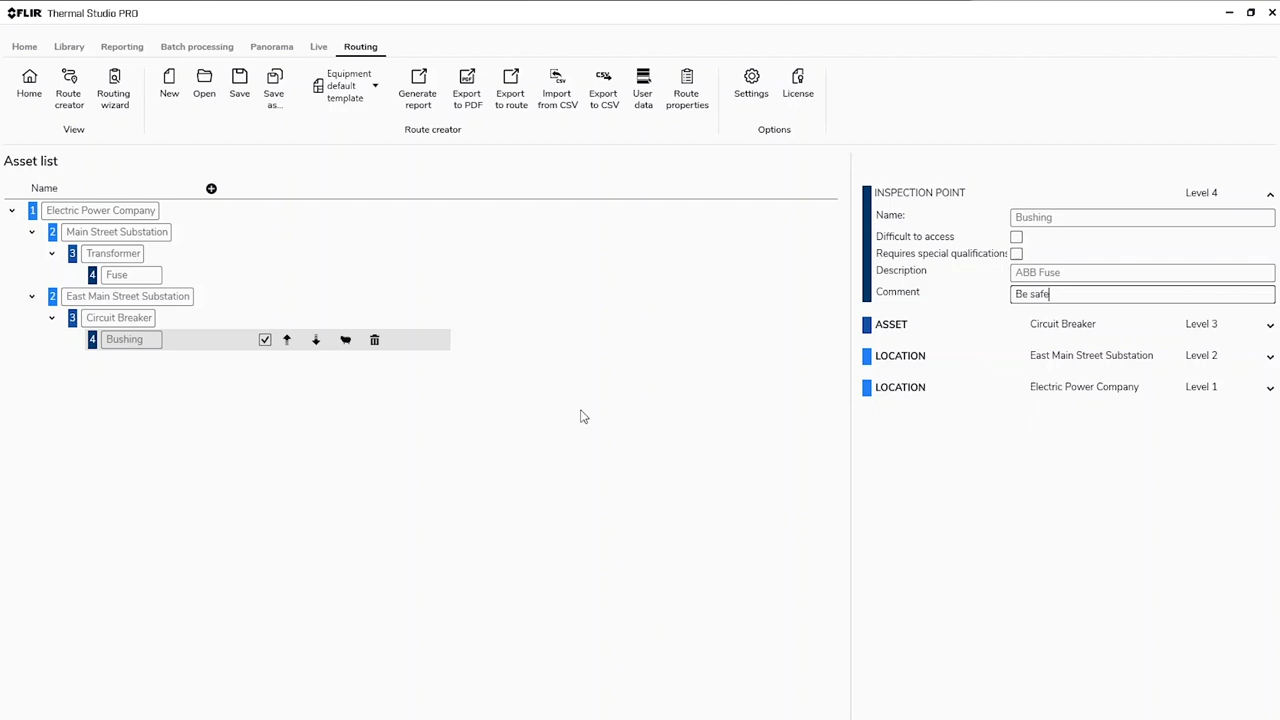 FLIR Thermal Studio PRO
Home Library Reporting Batch processing Panorama Live Routing
Home
Route creator
Routing wizard
New
Open
Save
Save as...
Equipment default template
Generate report
Export to PDF
Export to route
Import from CSV
Export to CSV
User data
Route properties
Settings
License
View
Route creator
Options
Asset list
Name
1 Electric Power Company
2 Main Street Substation
3 Transformer
4 Fuse
2 East Main Street Substation
3 Circuit Breaker
4 Bushing
INSPECTION POINT Level 4
Name: Bushing
Difficult to access
Requires special qualifications
Description ABB Fuse
Comment Be safe
ASSET Circuit Breaker Level 3
LOCATION East Main Street Substation Level 2
LOCATION Electric Power Company Level 1